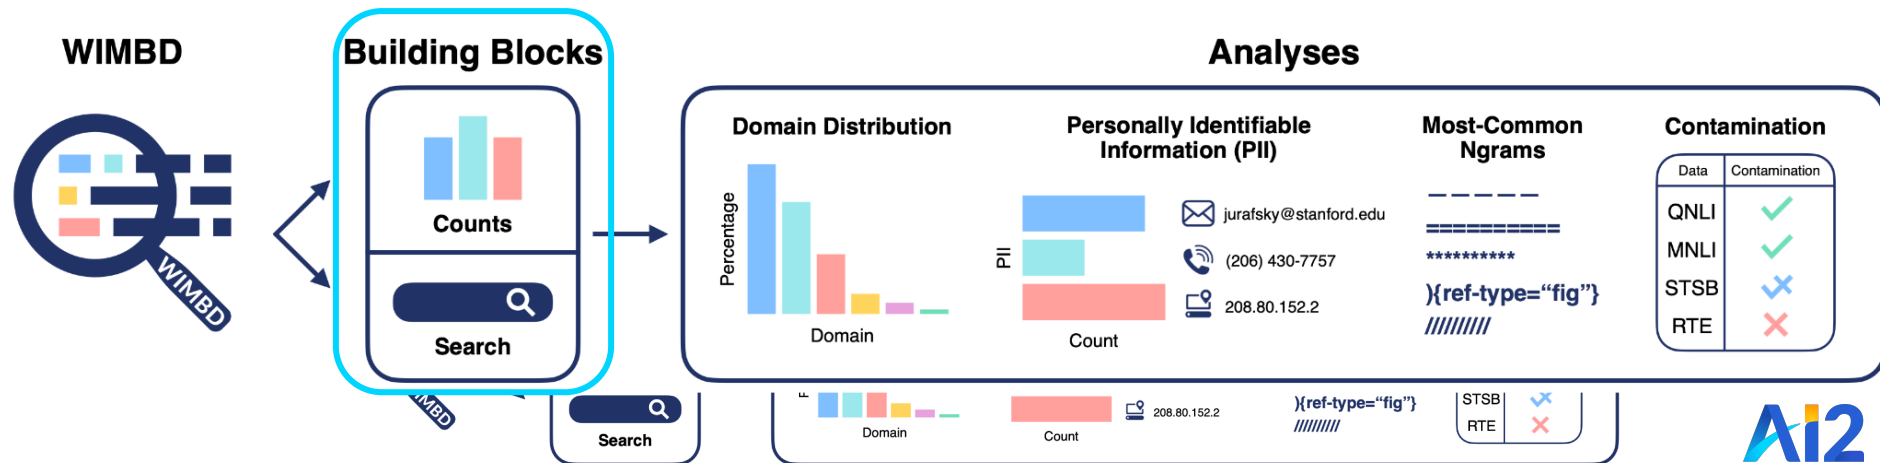 WIMBD
Building Blocks
Analyses
WIMBD
Counts
Search
Domain Distribution
Percentage
Domain
Personally Identifiable
Information (PII)
PII
Count
jurafsky@stanford.edu
(206) 430-7757
208.80.152.2
Most-Common
Ngrams
— — — — —
==========
**********
){ref-type=“fig”}
//////////
Contamination
Data Contamination
QNLI
MNLI
STSB
RTE
Search
Domain
Count
208.80.152.2
){ref-type=“fig”}
//////////
STSB
RTE
Ai2